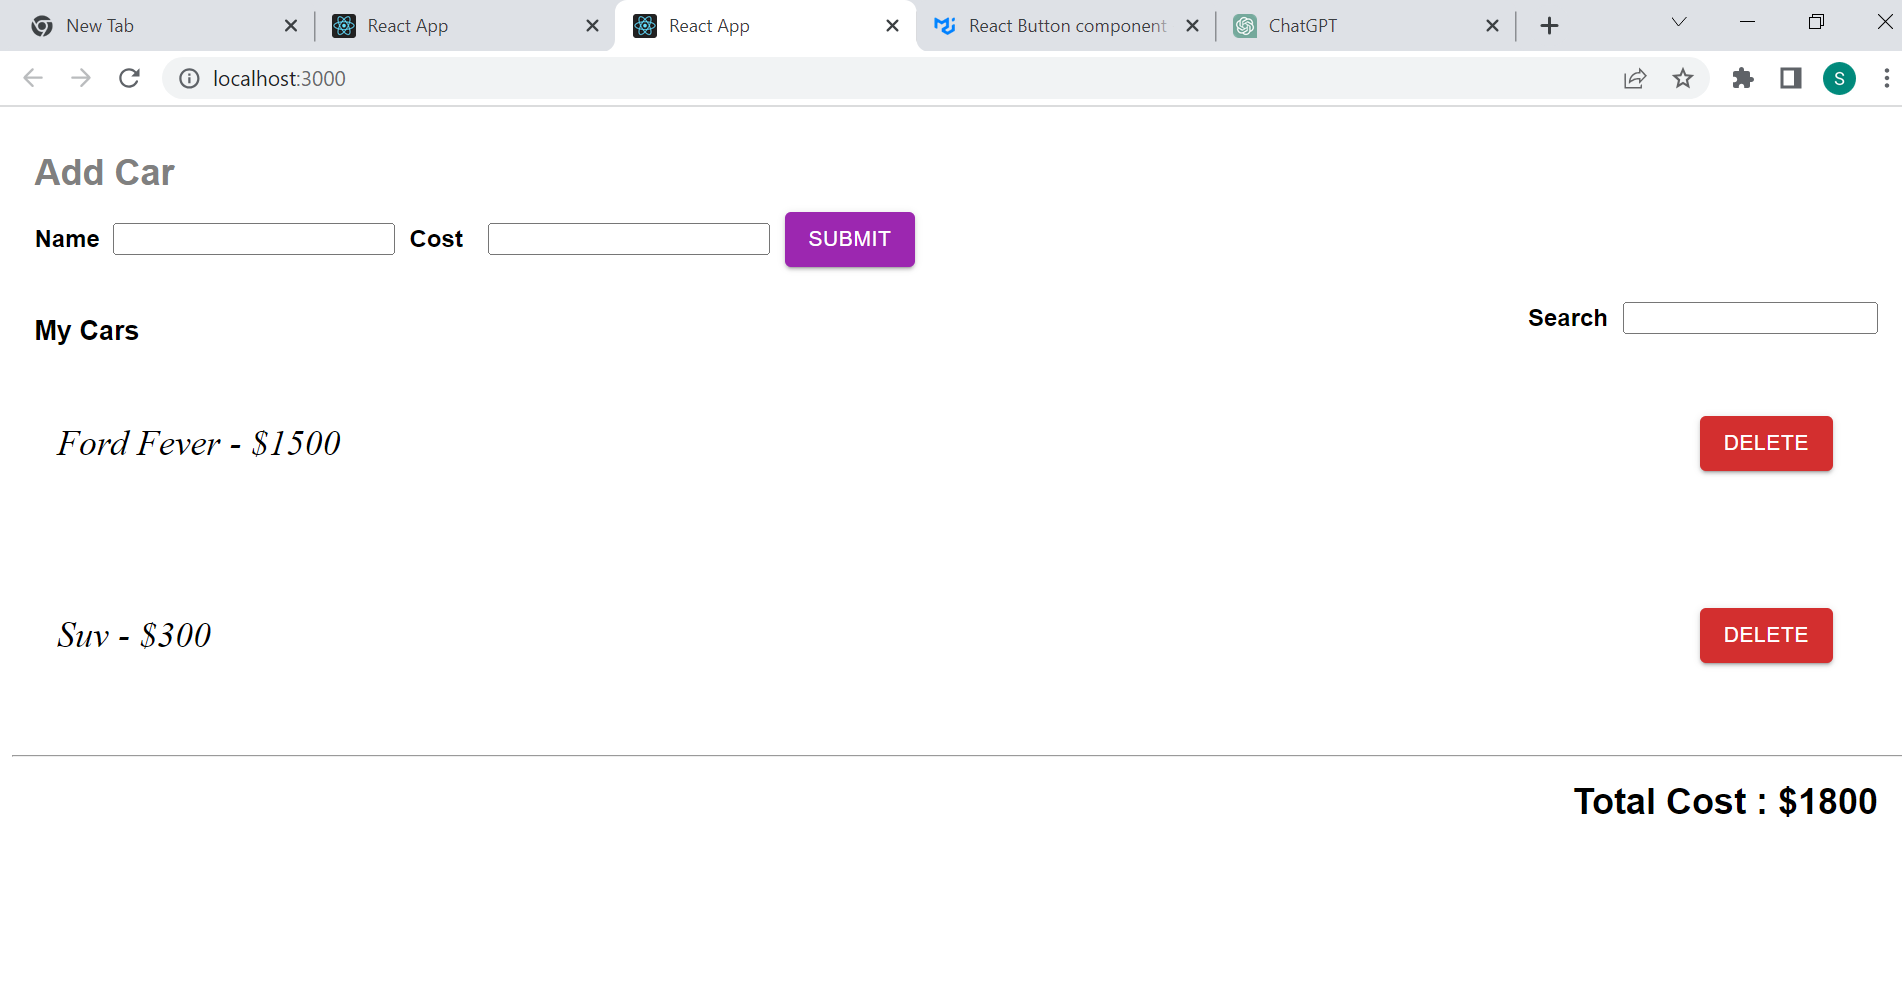 New Tab
React App
React App
React Button component
ChatGPT
localhost:3000
S
Add Car
Name Cost SUBMIT
My Cars
Search
Ford Fever - $1500 DELETE
Suv - $300 DELETE
Total Cost : $1800